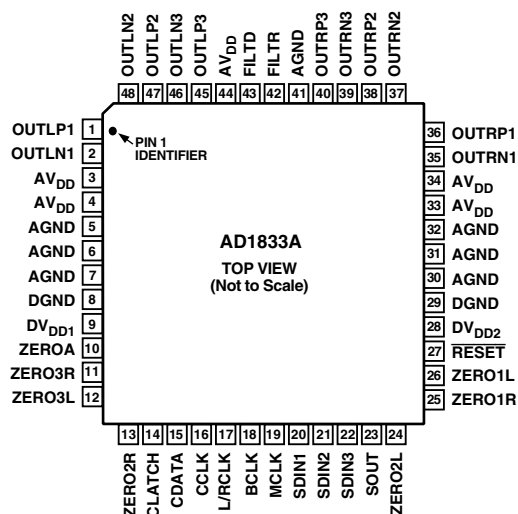 OUTLN2
OUTLP2
OUTLN3
OUTLP3
AVDD
FILTD
FILTR
AGND
OUTRP3
OUTRN3
OUTRP2
OUTRN2
48 47 46 45 44 43 42 41 40 39 38 37
OUTLP1 1
OUTLN1 2
AVDD 3
AVDD 4
AGND 5
AGND 6
AGND 7
DGND 8
DVDD1 9
ZEROA 10
ZERO3R 11
ZERO3L 12
PIN 1
IDENTIFIER
AD1833A
TOP VIEW
(Not to Scale)
36 OUTRP1
35 OUTRN1
34 AVDD
33 AVDD
32 AGND
31 AGND
30 AGND
29 DGND
28 DVDD2
27 RESET
26 ZERO1L
25 ZERO1R
13 14 15 16 17 18 19 20 21 22 23 24
ZERO2R
CLATCH
CDATA
CCLK
L/RCLK
BCLK
MCLK
SDIN1
SDIN2
SDIN3
SOUT
ZERO2L